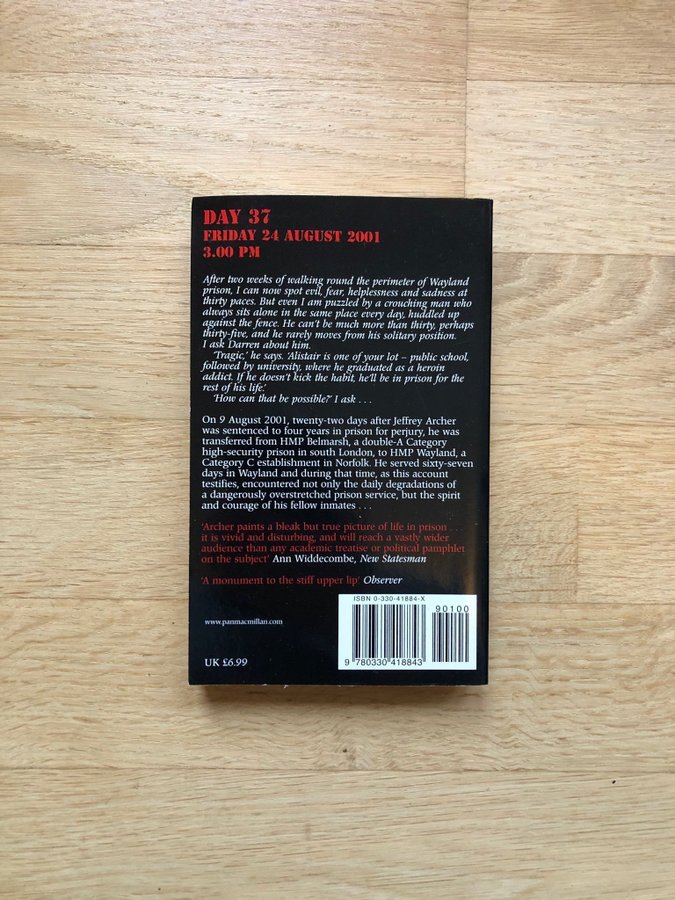 DAY 37
FRIDAY 24 AUGUST 2001
3.00 PM
After two weeks of walking round the perimeter of Wayland
prison, I can now spot evil, fear, helplessness and sadness at
thirty paces. But even I am puzzled by a crouching man who
always sits alone in the same place every day, huddled up
against the fence. He can't be much more than thirty, perhaps
thirty-five, and he rarely moves from his solitary position.
I ask Darren about him.
'Tragic,' he says. 'Alistair is one of your lot – public school,
followed by university, where he graduated as a heroin
addict. If he doesn't kick the habit, he'll be in prison for the
rest of his life.'
'How can that be possible?' I ask . . .
On 9 August 2001, twenty-two days after Jeffrey Archer
was sentenced to four years in prison for perjury, he was
transferred from HMP Belmarsh, a double-A Category
high-security prison in south London, to HMP Wayland, a
Category C establishment in Norfolk. He served sixty-seven
days in Wayland and during that time, as this account
testifies, encountered not only the daily degradations of
a dangerously overstretched prison service, but the spirit
and courage of his fellow inmates . . .
'Archer paints a bleak but true picture of life in prison . . .
it is vivid and disturbing, and will reach a vastly wider
audience than any academic treatise or political pamphlet
on the subject' Ann Widdecombe, New Statesman
'A monument to the stiff upper lip' Observer
ISBN 0-330-41884-X
90100
www.panmacmillan.com
UK £6.99
9 780330 418843